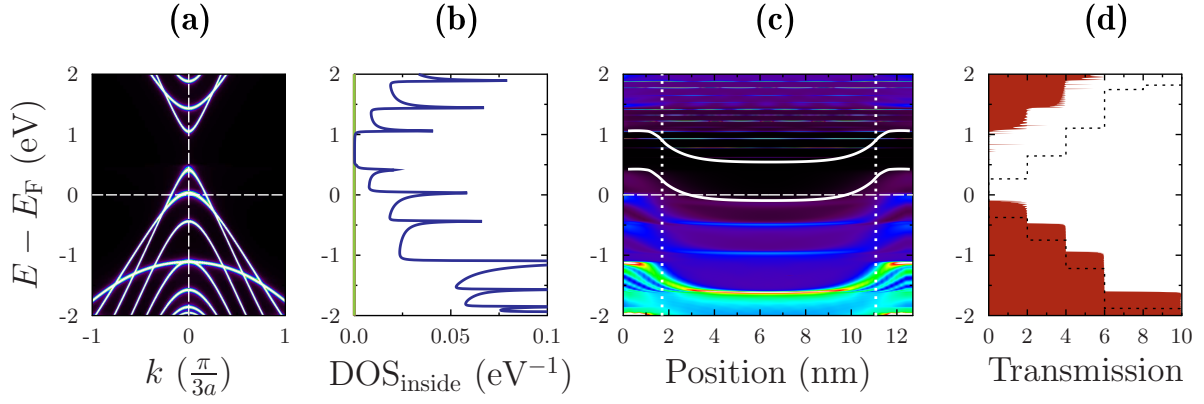 (a) (b) (c) (d)
E − E_F (eV)
2 2 2 2
1 1 1 1
0 0 0 0
-1 -1 -1 -1
-2 -2 -2 -2
-1 0 1 0 0.05 0.1 0 2 4 6 8 10 12 0 2 4 6 8 10
k (π/3a) DOS_inside (eV⁻¹) Position (nm) Transmission